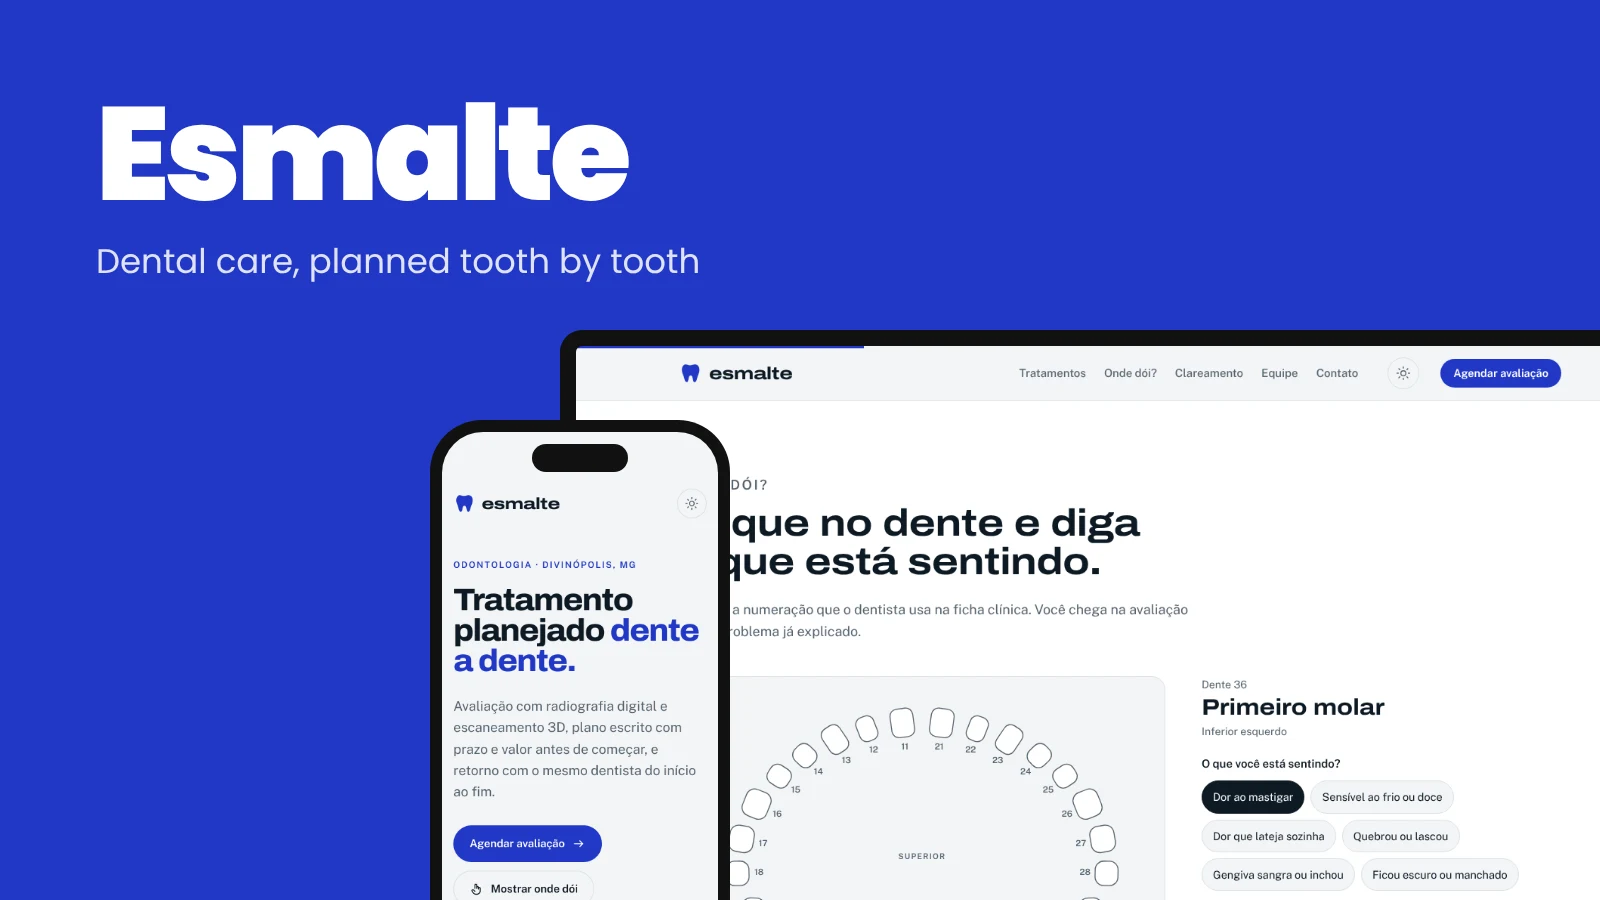 Esmalte
Dental care, planned tooth by tooth
esmalte
Tratamentos Onde dói? Clareamento Equipe Contato
Agendar avaliação
DÓI?
que no dente e diga
que está sentindo.
a numeração que o dentista usa na ficha clínica. Você chega na avaliação
roblema já explicado.
esmalte
ODONTOLOGIA · DIVINÓPOLIS, MG
Tratamento
planejado dente
a dente.
Avaliação com radiografia digital e
escaneamento 3D, plano escrito com
prazo e valor antes de começar, e
retorno com o mesmo dentista do início
ao fim.
Agendar avaliação →
Mostrar onde dói
11
21
12
22
13
23
14
24
15
25
16
26
17
27
18
28
SUPERIOR
Dente 36
Primeiro molar
Inferior esquerdo
O que você está sentindo?
Dor ao mastigar
Sensível ao frio ou doce
Dor que lateja sozinha
Quebrou ou lascou
Gengiva sangra ou inchou
Ficou escuro ou manchado